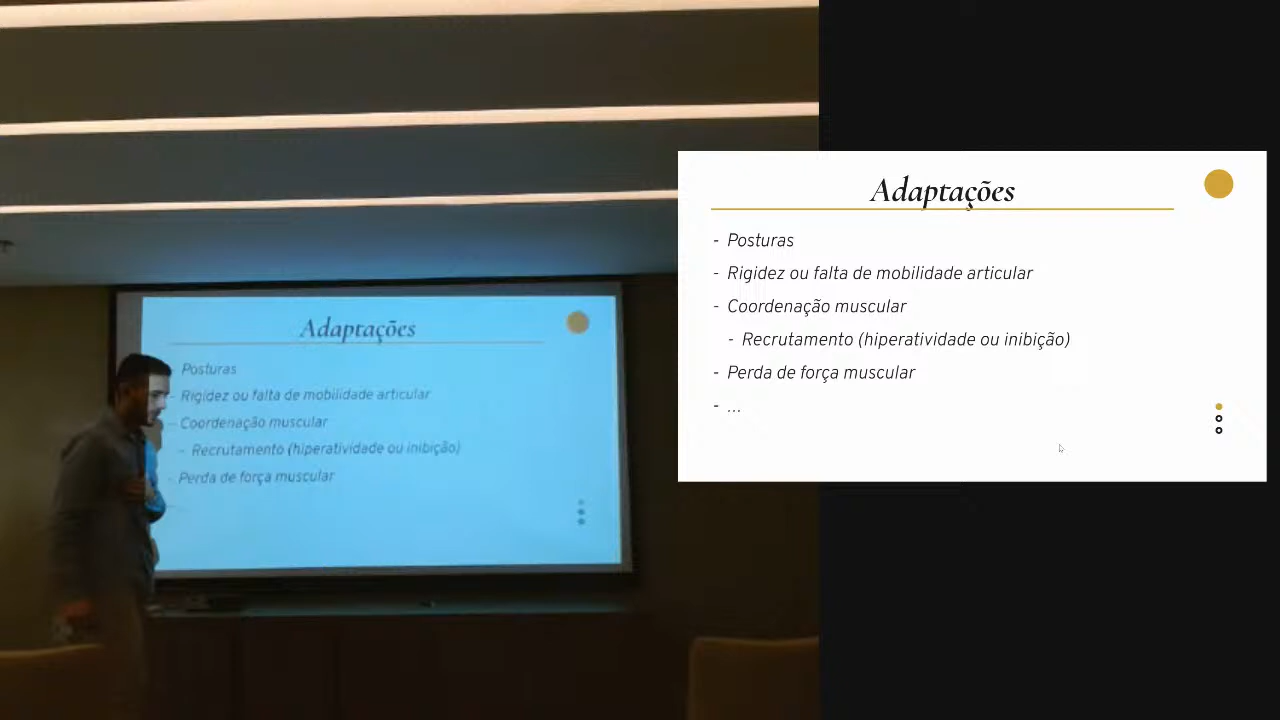 Adaptações
Posturas
Rigidez ou falta de mobilidade articular
- Coordenação muscular
- Recrutamento (hiperatividade ou inibição)
- Perda de força muscular
Adaptações
- Posturas
- Rigidez ou falta de mobilidade articular
- Coordenação muscular
- Recrutamento (hiperatividade ou inibição)
- Perda de força muscular
- ...